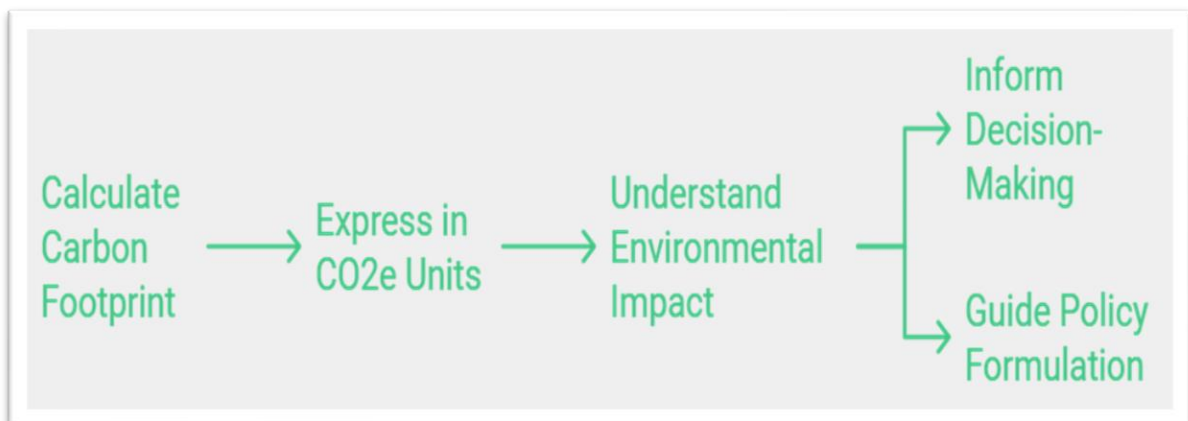 Calculate
Carbon
Footprint
Express in
CO2e Units
Understand
Environmental
Impact
Inform
Decision-
Making
Guide Policy
Formulation